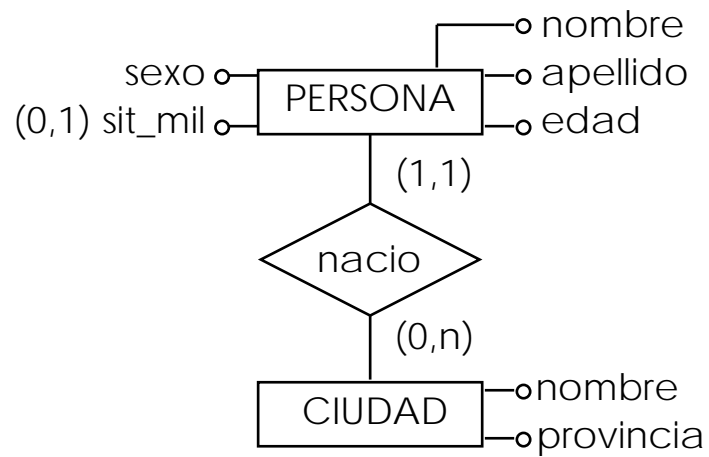 nombre
sexo PERSONA apellido
(0,1) sit_mil edad
(1,1)
nacio
(0,n)
nombre
CIUDAD
provincia